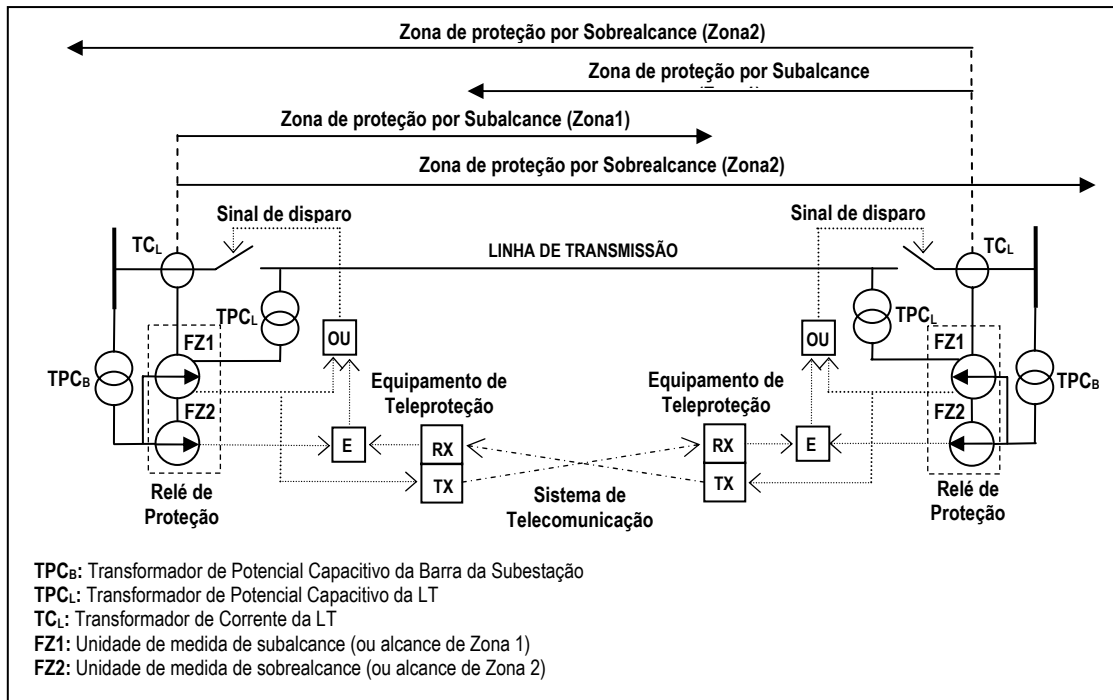 Zona de proteção por Sobrealcance (Zona2)
Zona de proteção por Subalcance
Zona de proteção por Subalcance (Zona1)
Zona de proteção por Sobrealcance (Zona2)
Sinal de disparo
Sinal de disparo
TCL
LINHA DE TRANSMISSÃO
TCL
TPCL
TPCL
FZ1
OU
OU
FZ1
TPCB
Equipamento de
Teleproteção
Equipamento de
Teleproteção
TPCB
FZ2
FZ2
E
RX
RX
E
TX
TX
Relé de
Proteção
Sistema de
Telecomunicação
Relé de
Proteção
TPCB: Transformador de Potencial Capacitivo da Barra da Subestação
TPCL: Transformador de Potencial Capacitivo da LT
TCL: Transformador de Corrente da LT
FZ1: Unidade de medida de subalcance (ou alcance de Zona 1)
FZ2: Unidade de medida de sobrealcance (ou alcance de Zona 2)